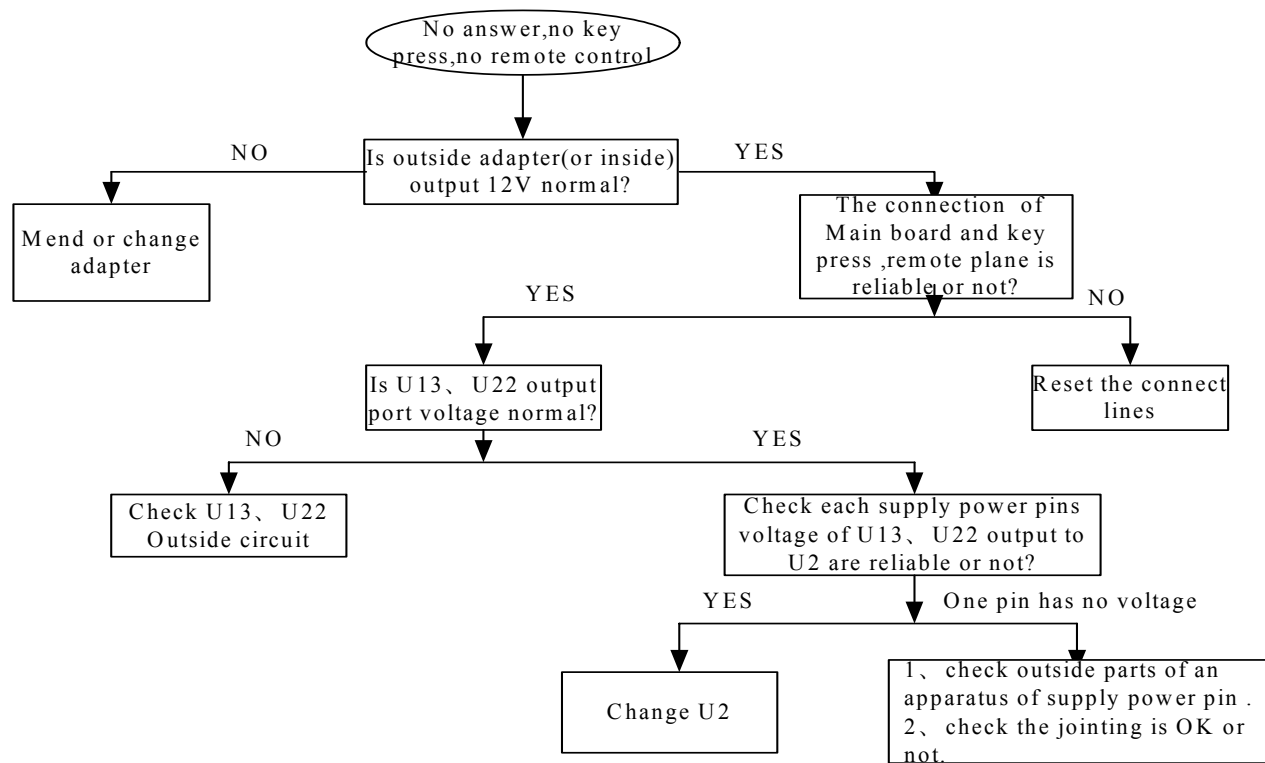 No answer,no key
press,no remote control
NO
Is outside adapter(or inside)
output 12V normal?
YES
Mend or change
adapter
The connection of
Main board and key
press ,remote plane is
reliable or not?
YES
NO
Is U13、U22 output
port voltage normal?
Reset the connect
lines
NO
YES
Check U13、U22
Outside circuit
Check each supply power pins
voltage of U13、U22 output to
U2 are reliable or not?
YES
One pin has no voltage
Change U2
1、check outside parts of an
apparatus of supply power pin .
2、check the jointing is OK or
not.